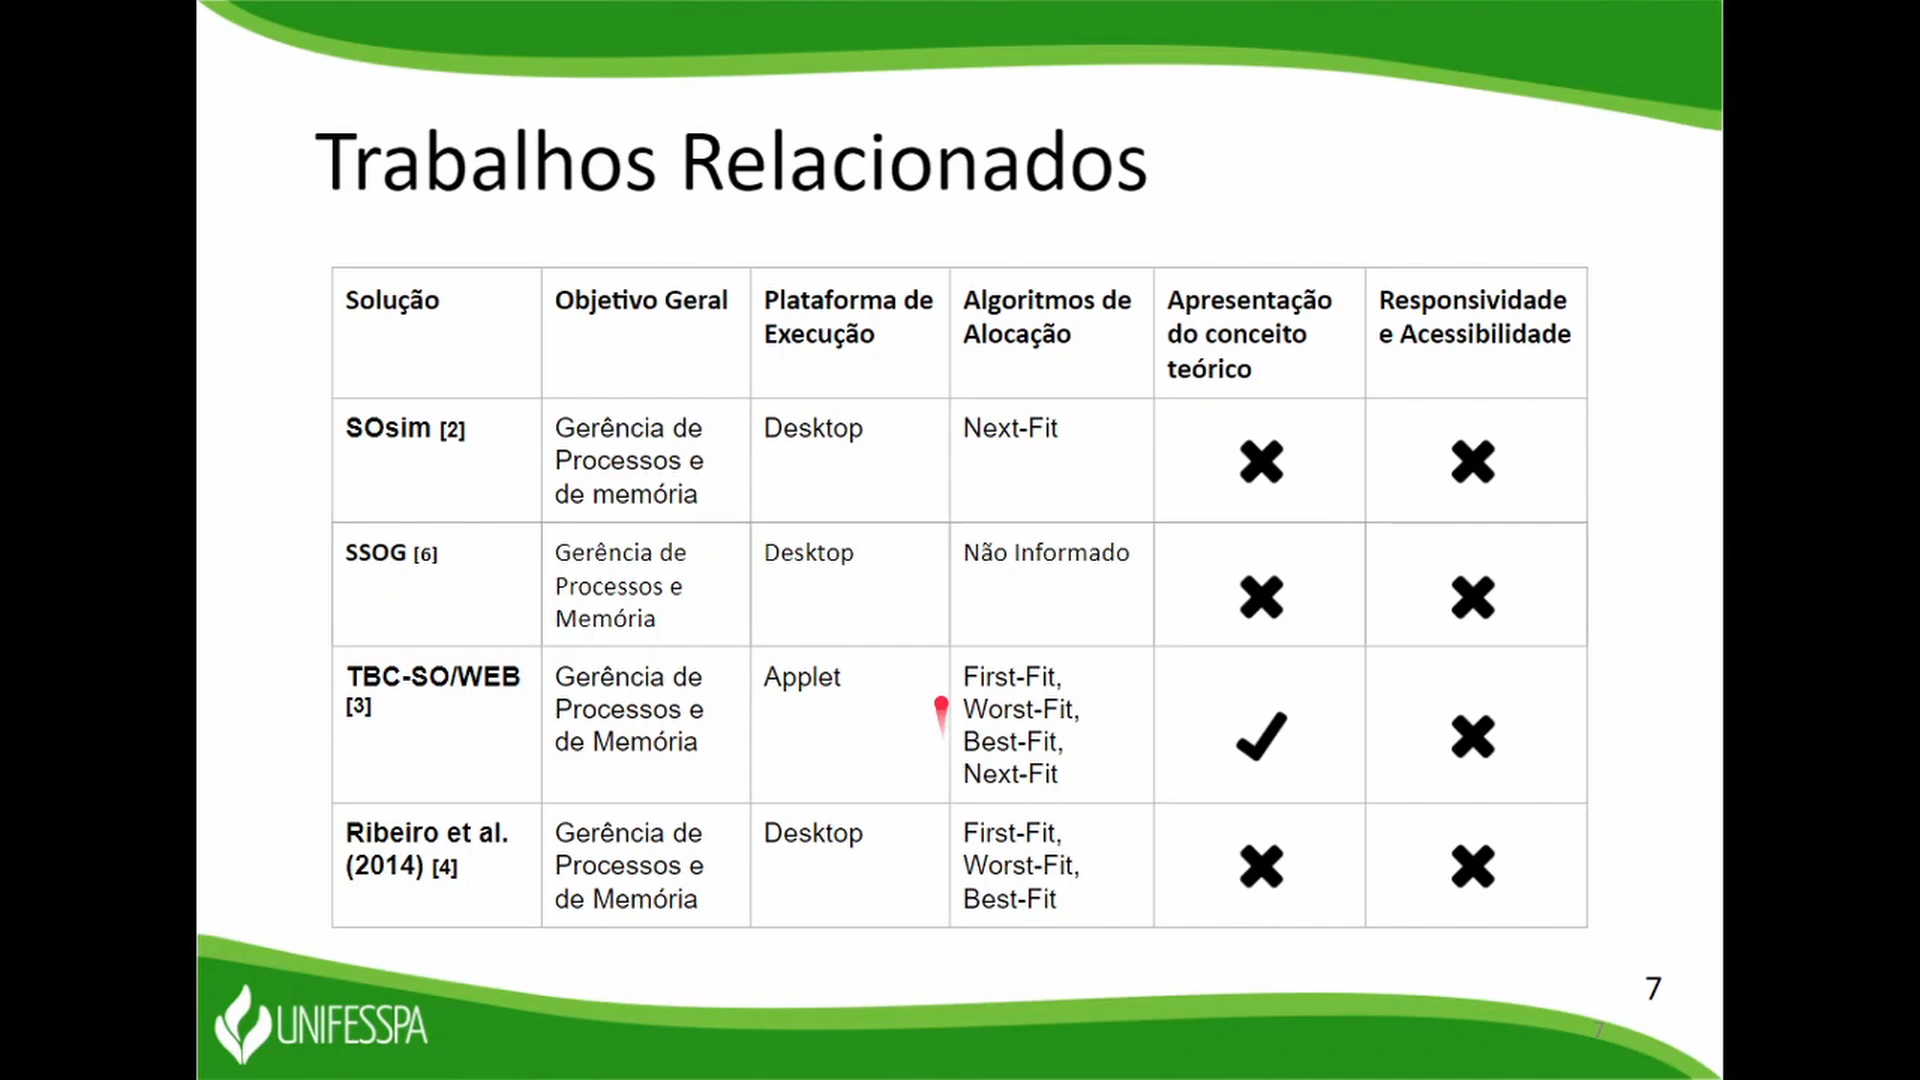 Trabalhos Relacionados
Solução
Objetivo Geral
Plataforma de
Execução
Algoritmos de
Alocação
Apresentação
do conceito
teórico
Responsividade
e Acessibilidade
SOsim [2]
Gerência de
Processos e
de memória
Desktop
Next-Fit
SSOG [6]
Gerência de
Processos e
Memória
Desktop
Não Informado
TBC-SO/WEB
[3]
Gerência de
Processos e
de Memória
Applet
First-Fit,
Worst-Fit,
Best-Fit,
Next-Fit
Ribeiro et al.
(2014) [4]
Gerência de
Processos e
de Memória
Desktop
First-Fit,
Worst-Fit,
Best-Fit
7
7
UNIFESSPA